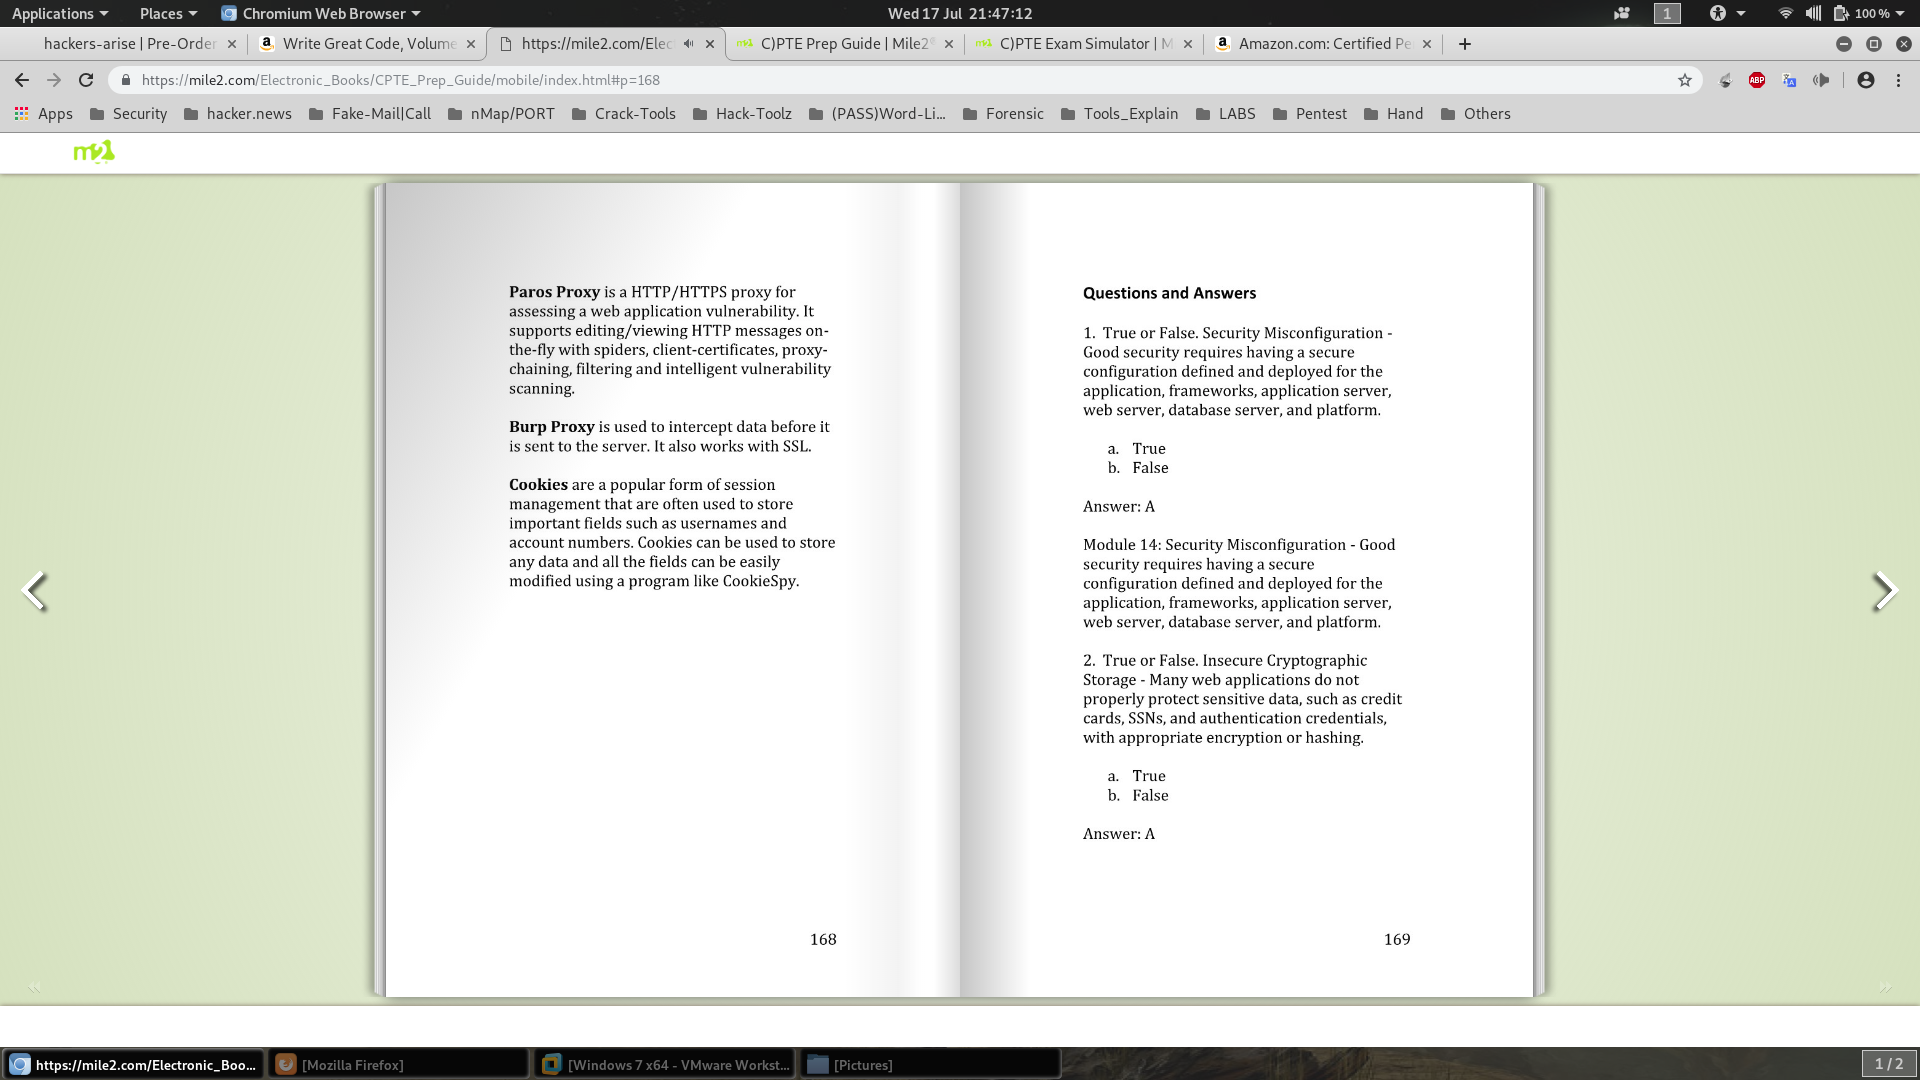 Applications Places Chromium Web Browser Wed 17 Jul 21:47:12 1 100 %
hackers-arise | Pre-Order Write Great Code, Volume https://mile2.com/Elec C)PTE Prep Guide | Mile2® C)PTE Exam Simulator | M Amazon.com: Certified Pe
https://mile2.com/Electronic_Books/CPTE_Prep_Guide/mobile/index.html#p=168 ABP
Apps Security hacker.news Fake-Mail|Call nMap/PORT Crack-Tools Hack-Toolz (PASS)Word-Li... Forensic Tools_Explain LABS Pentest Hand Others
m2
Paros Proxy is a HTTP/HTTPS proxy for
assessing a web application vulnerability. It
supports editing/viewing HTTP messages on-
the-fly with spiders, client-certificates, proxy-
chaining, filtering and intelligent vulnerability
scanning.
Burp Proxy is used to intercept data before it
is sent to the server. It also works with SSL.
Cookies are a popular form of session
management that are often used to store
important fields such as usernames and
account numbers. Cookies can be used to store
any data and all the fields can be easily
modified using a program like CookieSpy.
168
Questions and Answers
1. True or False. Security Misconfiguration -
Good security requires having a secure
configuration defined and deployed for the
application, frameworks, application server,
web server, database server, and platform.
a. True
b. False
Answer: A
Module 14: Security Misconfiguration - Good
security requires having a secure
configuration defined and deployed for the
application, frameworks, application server,
web server, database server, and platform.
2. True or False. Insecure Cryptographic
Storage - Many web applications do not
properly protect sensitive data, such as credit
cards, SSNs, and authentication credentials,
with appropriate encryption or hashing.
a. True
b. False
Answer: A
169
https://mile2.com/Electronic_Boo... [Mozilla Firefox] [Windows 7 x64 - VMware Workst... [Pictures] 1 / 2